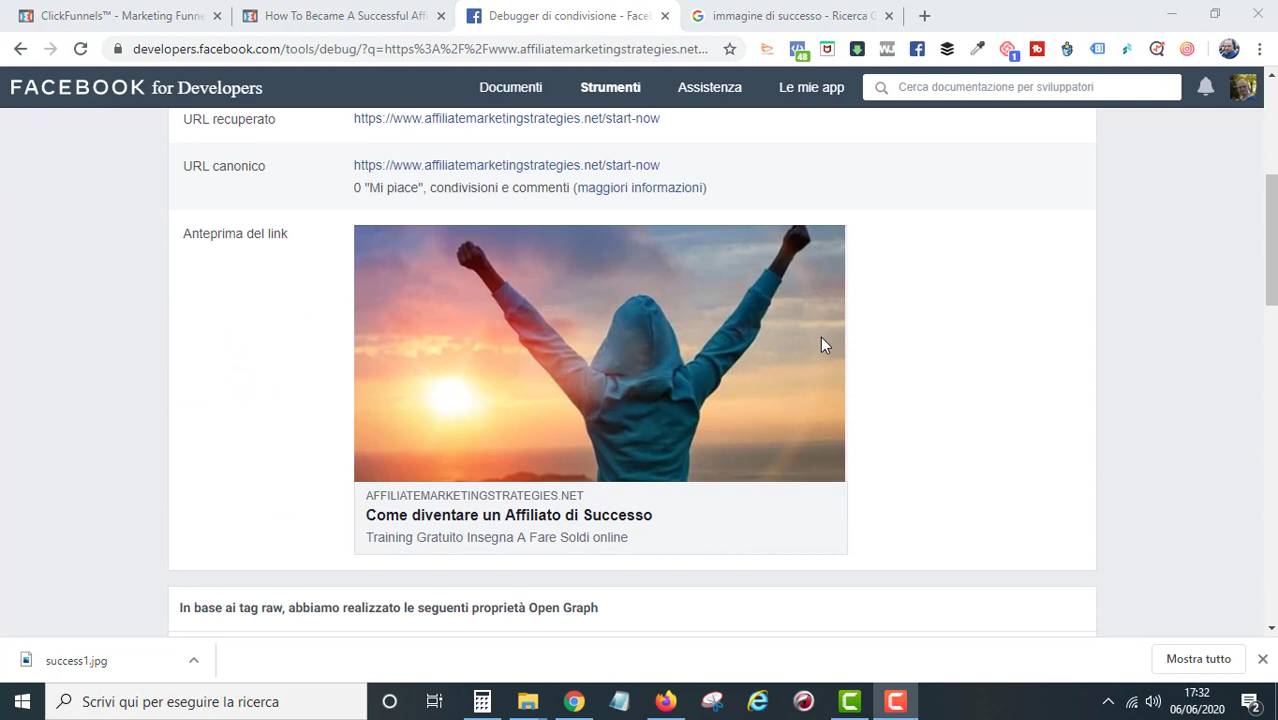 ClickFunnels™ - Marketing Funne
How To Became A Successful Affi
Debugger di condivisione - Face
immagine di successo - Ricerca G
developers.facebook.com/tools/debug/?q=https%3A%2F%2Fwww.affiliatemarketingstrategies.net...
48
1
FACEBOOK for Developers
Documenti
Strumenti
Assistenza
Le mie app
Cerca documentazione per sviluppatori
URL recuperato
https://www.affiliatemarketingstrategies.net/start-now
URL canonico
https://www.affiliatemarketingstrategies.net/start-now
0 "Mi piace", condivisioni e commenti (maggiori informazioni)
Anteprima del link
AFFILIATEMARKETINGSTRATEGIES.NET
Come diventare un Affiliato di Successo
Training Gratuito Insegna A Fare Soldi online
In base ai tag raw, abbiamo realizzato le seguenti proprietà Open Graph
success1.jpg
Mostra tutto
Scrivi qui per eseguire la ricerca
17:32
06/06/2020
2